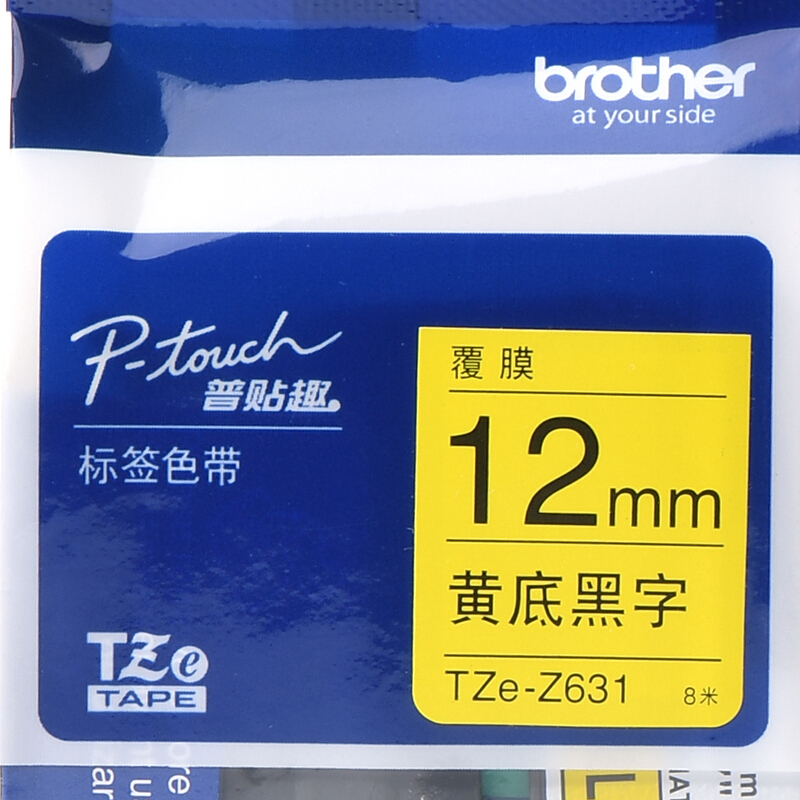 brother
at your side
P-touch
普贴趣
标签色带
TZe
TAPE
覆膜
12mm
黄底黑字
TZe-Z631
8米